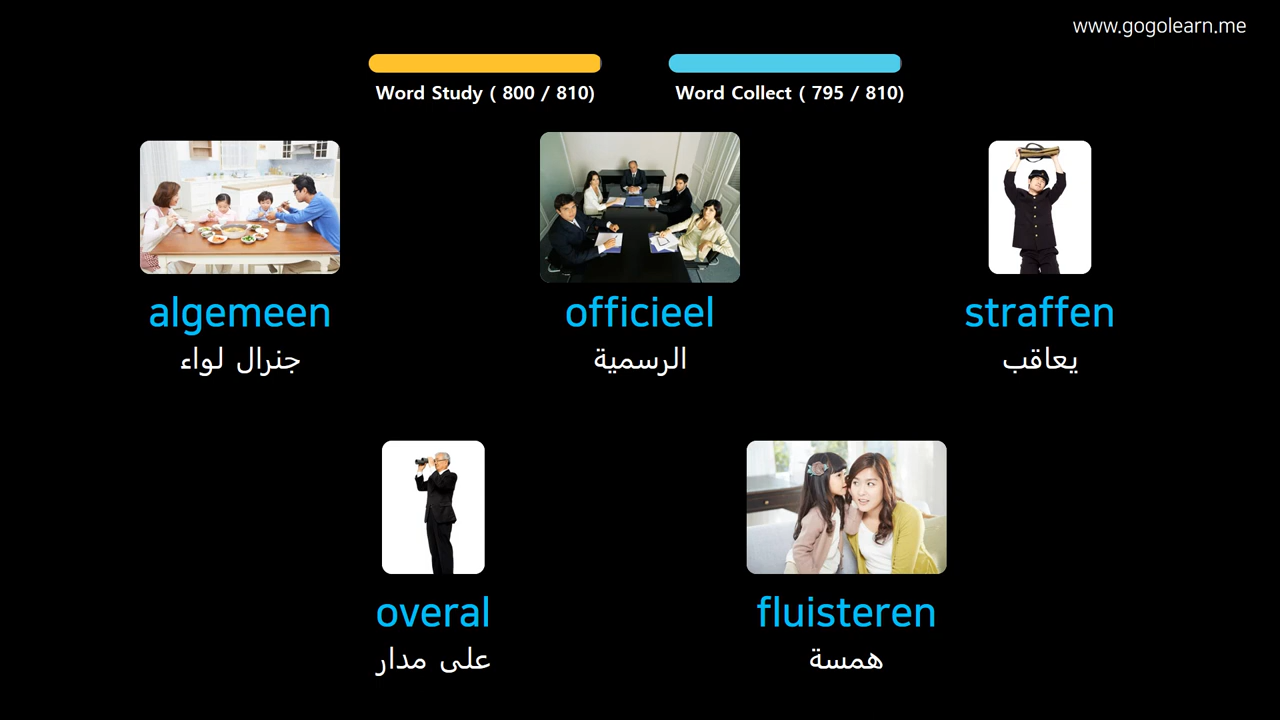 www.gogolearn.me
Word Study ( 800 / 810)
Word Collect ( 795 / 810)
algemeen
جنرال لواء
officieel
الرسمية
straffen
يعاقب
overal
على مدار
fluisteren
همسة